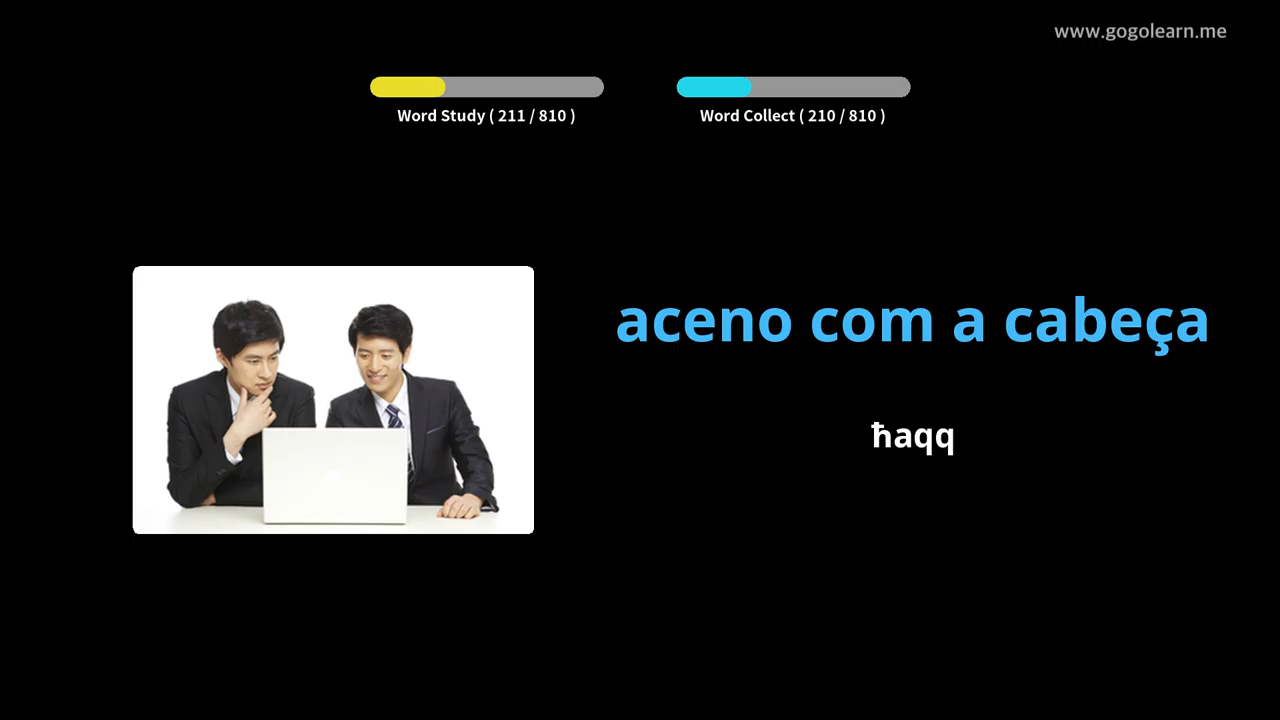 www.gogolearn.me
Word Study ( 211 / 810 )
Word Collect ( 210 / 810 )
aceno com a cabeça
ħaqq